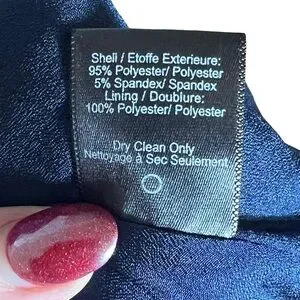 Shell / Etoffe Exterieure:
95% Polyester/ Polyester
5% Spandex/ Spandex
Lining / Doublure:
100% Polyester/ Polyester
Dry Clean Only
Nettoyage à Sec Seulement